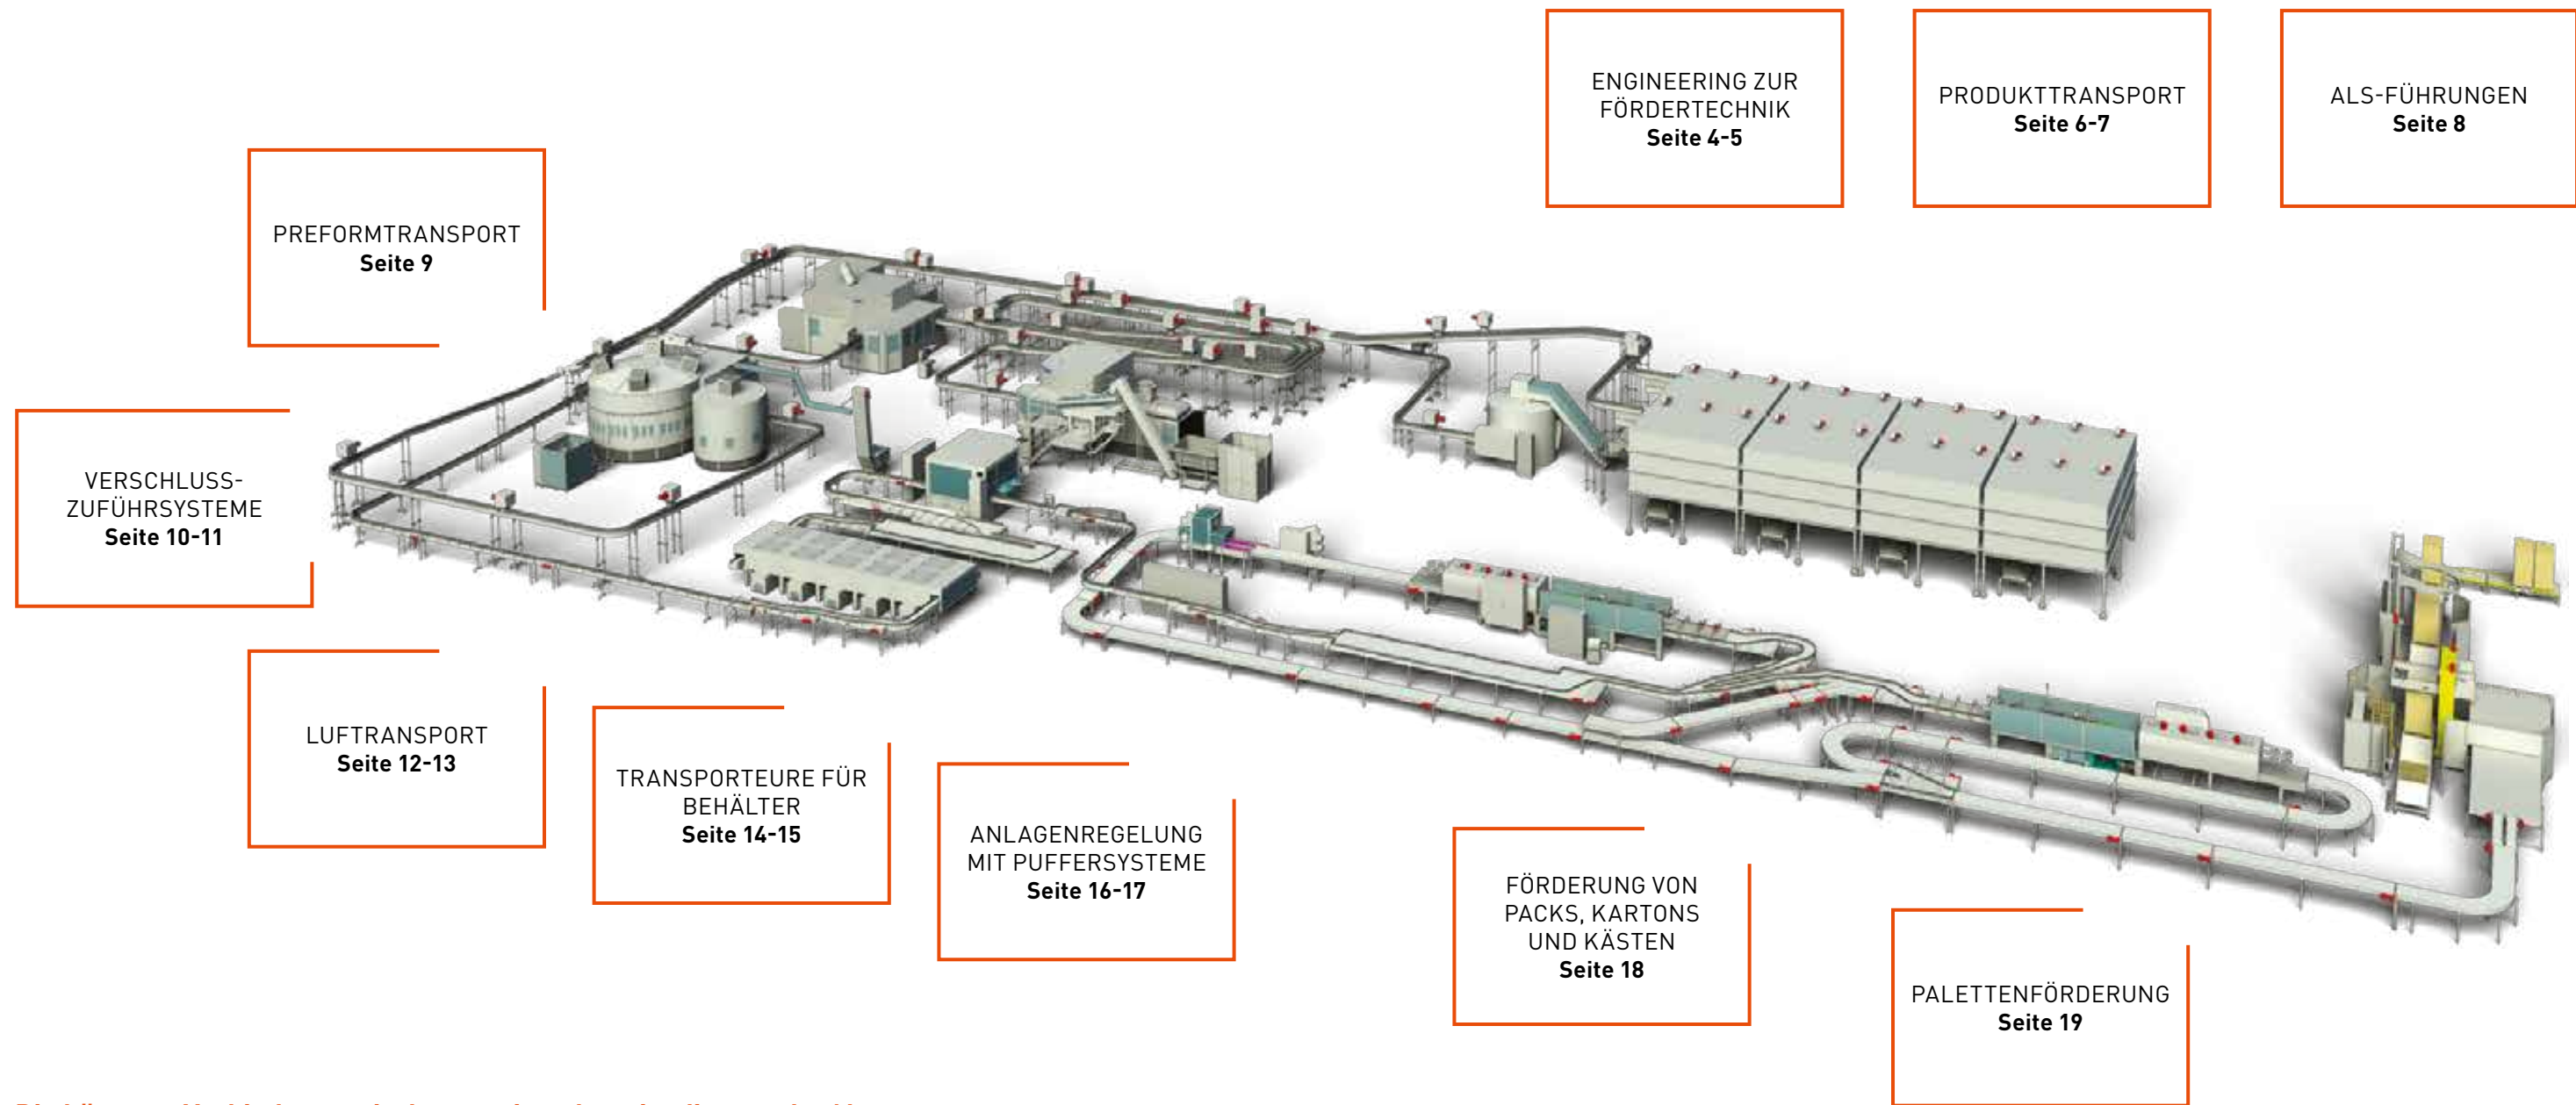 ENGINEERING ZUR
FÖRDERTECHNIK
Seite 4-5
PRODUKTTRANSPORT
Seite 6-7
ALS-FÜHRUNGEN
Seite 8
PREFORMTRANSPORT
Seite 9
VERSCHLUSS-
ZUFÜHRSYSTEME
Seite 10-11
LUFTRANSPORT
Seite 12-13
TRANSPORTEURE FÜR
BEHÄLTER
Seite 14-15
ANLAGENREGELUNG
MIT PUFFERSYSTEME
Seite 16-17
FÖRDERUNG VON
PACKS, KARTONS
UND KÄSTEN
Seite 18
PALETTENFÖRDERUNG
Seite 19